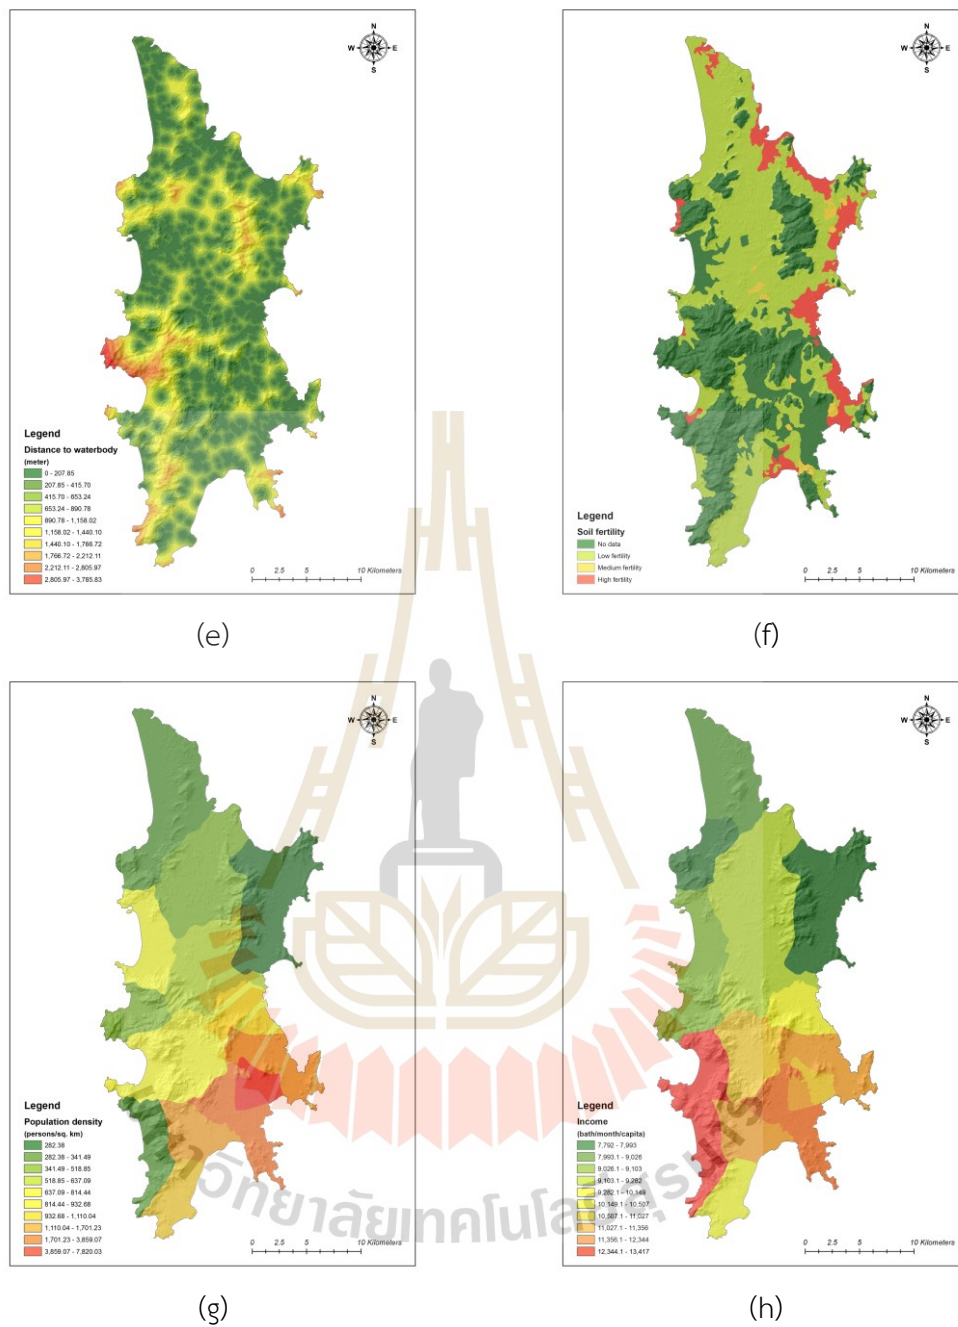 N
W E
S
Legend
Distance to waterbody
(meter)
0 - 207.85
207.85 - 415.70
415.70 - 653.24
653.24 - 890.78
890.78 - 1,158.02
1,158.02 - 1,440.10
1,440.10 - 1,766.72
1,766.72 - 2,212.11
2,212.11 - 2,805.97
2,805.97 - 3,785.83
0 2.5 5 10 Kilometers
(e)
N
W E
S
Legend
Soil fertility
No data
Low fertility
Medium fertility
High fertility
0 2.5 5 10 Kilometers
(f)
N
W E
S
Legend
Population density
(persons/sq. km)
282.38
282.38 - 341.49
341.49 - 518.85
518.85 - 637.09
637.09 - 814.44
814.44 - 932.68
932.68 - 1,110.04
1,110.04 - 1,701.23
1,701.23 - 3,859.07
3,859.07 - 7,820.03
0 2.5 5 10 Kilometers
(g)
N
W E
S
Legend
Income
(bath/month/capita)
7,792 - 7,993
7,993.1 - 9,026
9,026.1 - 9,103
9,103.1 - 9,282
9,282.1 - 10,149
10,149.1 - 10,507
10,507.1 - 11,027
11,027.1 - 11,356
11,356.1 - 12,344
12,344.1 - 13,417
0 2.5 5 10 Kilometers
(h)